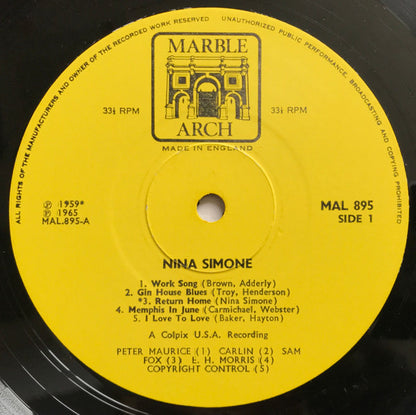 ALL RIGHTS OF THE MANUFACTURERS AND OWNER OF THE RECORDED WORK RESERVED UNAUTHORIZED PUBLIC PERFORMANCE, BROADCASTING AND COPYING PROHIBITED
MARBLE
ARCH
33⅓ RPM 33⅓ RPM
MADE IN ENGLAND
℗ 1959*
℗ 1965
MAL.895-A
MAL 895
SIDE 1
NINA SIMONE
1. Work Song (Brown, Adderly)
2. Gin House Blues (Troy, Henderson)
*3. Return Home (Nina Simone)
4. Memphis In June (Carmichael, Webster)
5. I Love To Love (Baker, Hayton)
A Colpix U.S.A. Recording
PETER MAURICE (1) CARLIN (2) SAM
FOX (3) E. H. MORRIS (4)
COPYRIGHT CONTROL (5)